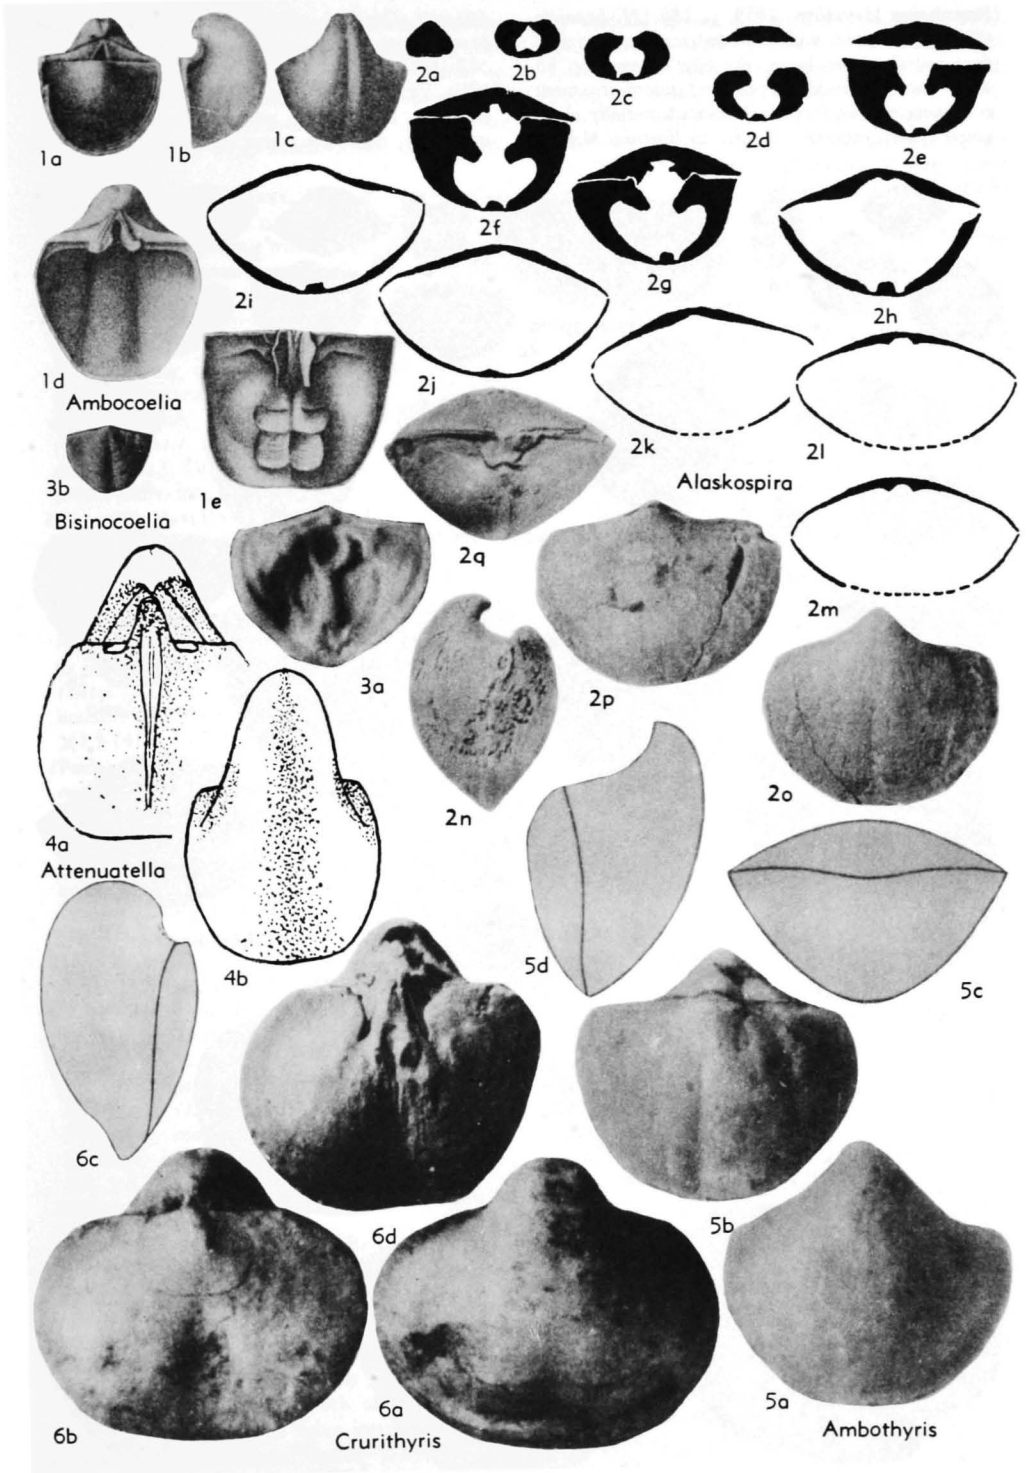 1a
1b
1c
2a
2b
2c
2d
2e
2f
2g
2h
2i
2j
1d
Ambocoelia
2k
2l
3b
1e
Alaskospira
Bisinocoelia
2q
2m
3a
2p
2n
2o
4a
Attenuatella
4b
5d
5c
6c
6d
5b
6a
5a
6b
Crurithyris
Ambothyris